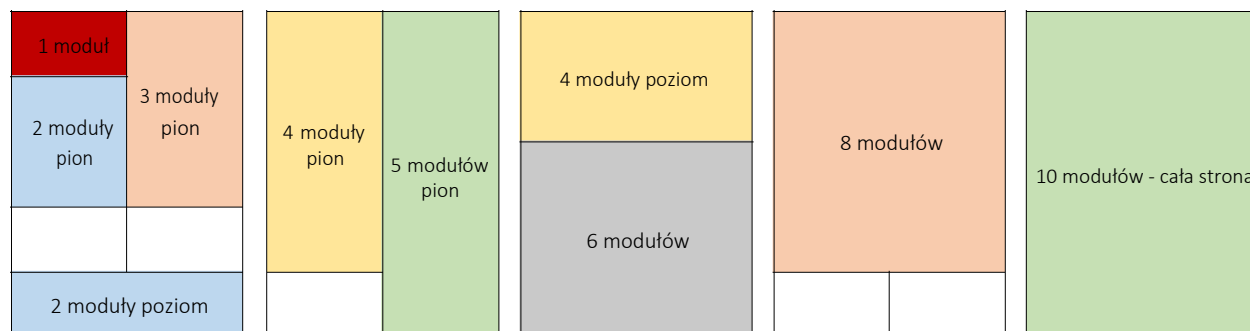 1 moduł
2 moduły
pion
3 moduły
pion
2 moduły poziom
4 moduły
pion
5 modułów
pion
4 moduły poziom
6 modułów
8 modułów
10 modułów - cała strona